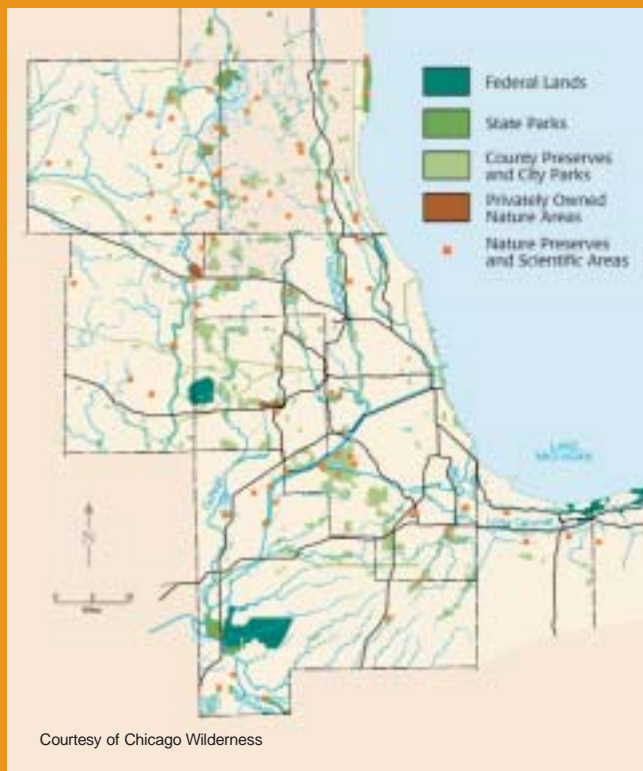 Federal Lands
State Parks
County Preserves
and City Parks
Privately Owned
Nature Areas
Nature Preserves
and Scientific Areas
LAKE
MICHIGAN
N
Courtesy of Chicago Wilderness